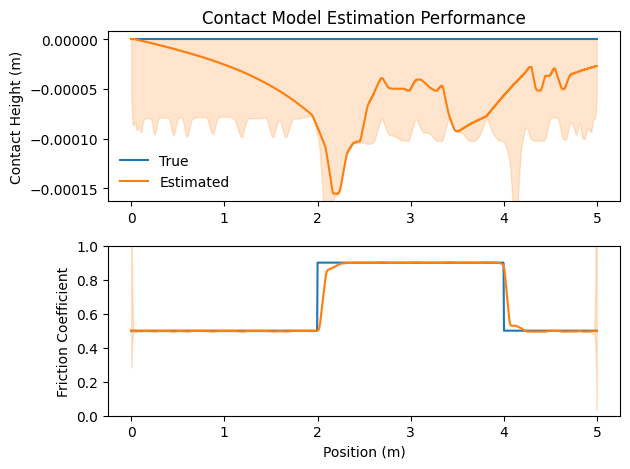 Contact Model Estimation Performance
Contact Height (m)
0.00000
−0.00005
−0.00010
−0.00015
True
Estimated
0 1 2 3 4 5
Friction Coefficient
1.0
0.8
0.6
0.4
0.2
0.0
0 1 2 3 4 5
Position (m)